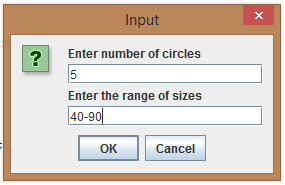 Input
Enter number of circles
5
Enter the range of sizes
40-90
OK Cancel